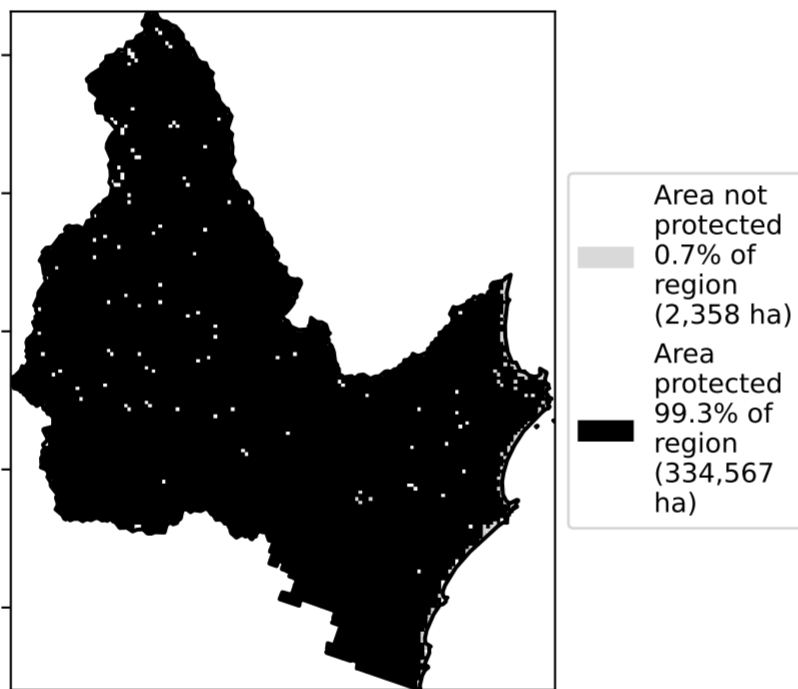 Area not
protected
0.7% of
region
(2,358 ha)
Area
protected
99.3% of
region
(334,567
ha)